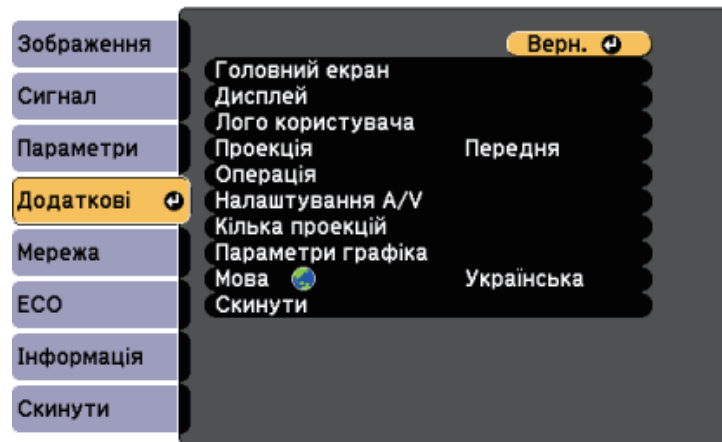 Зображення
Сигнал
Параметри
Додаткові
Мережа
ECO
Інформація
Скинути
Верн.
Головний екран
Дисплей
Лого користувача
Проекція Передня
Операція
Налаштування A/V
Кілька проекцій
Параметри графіка
Мова Українська
Скинути